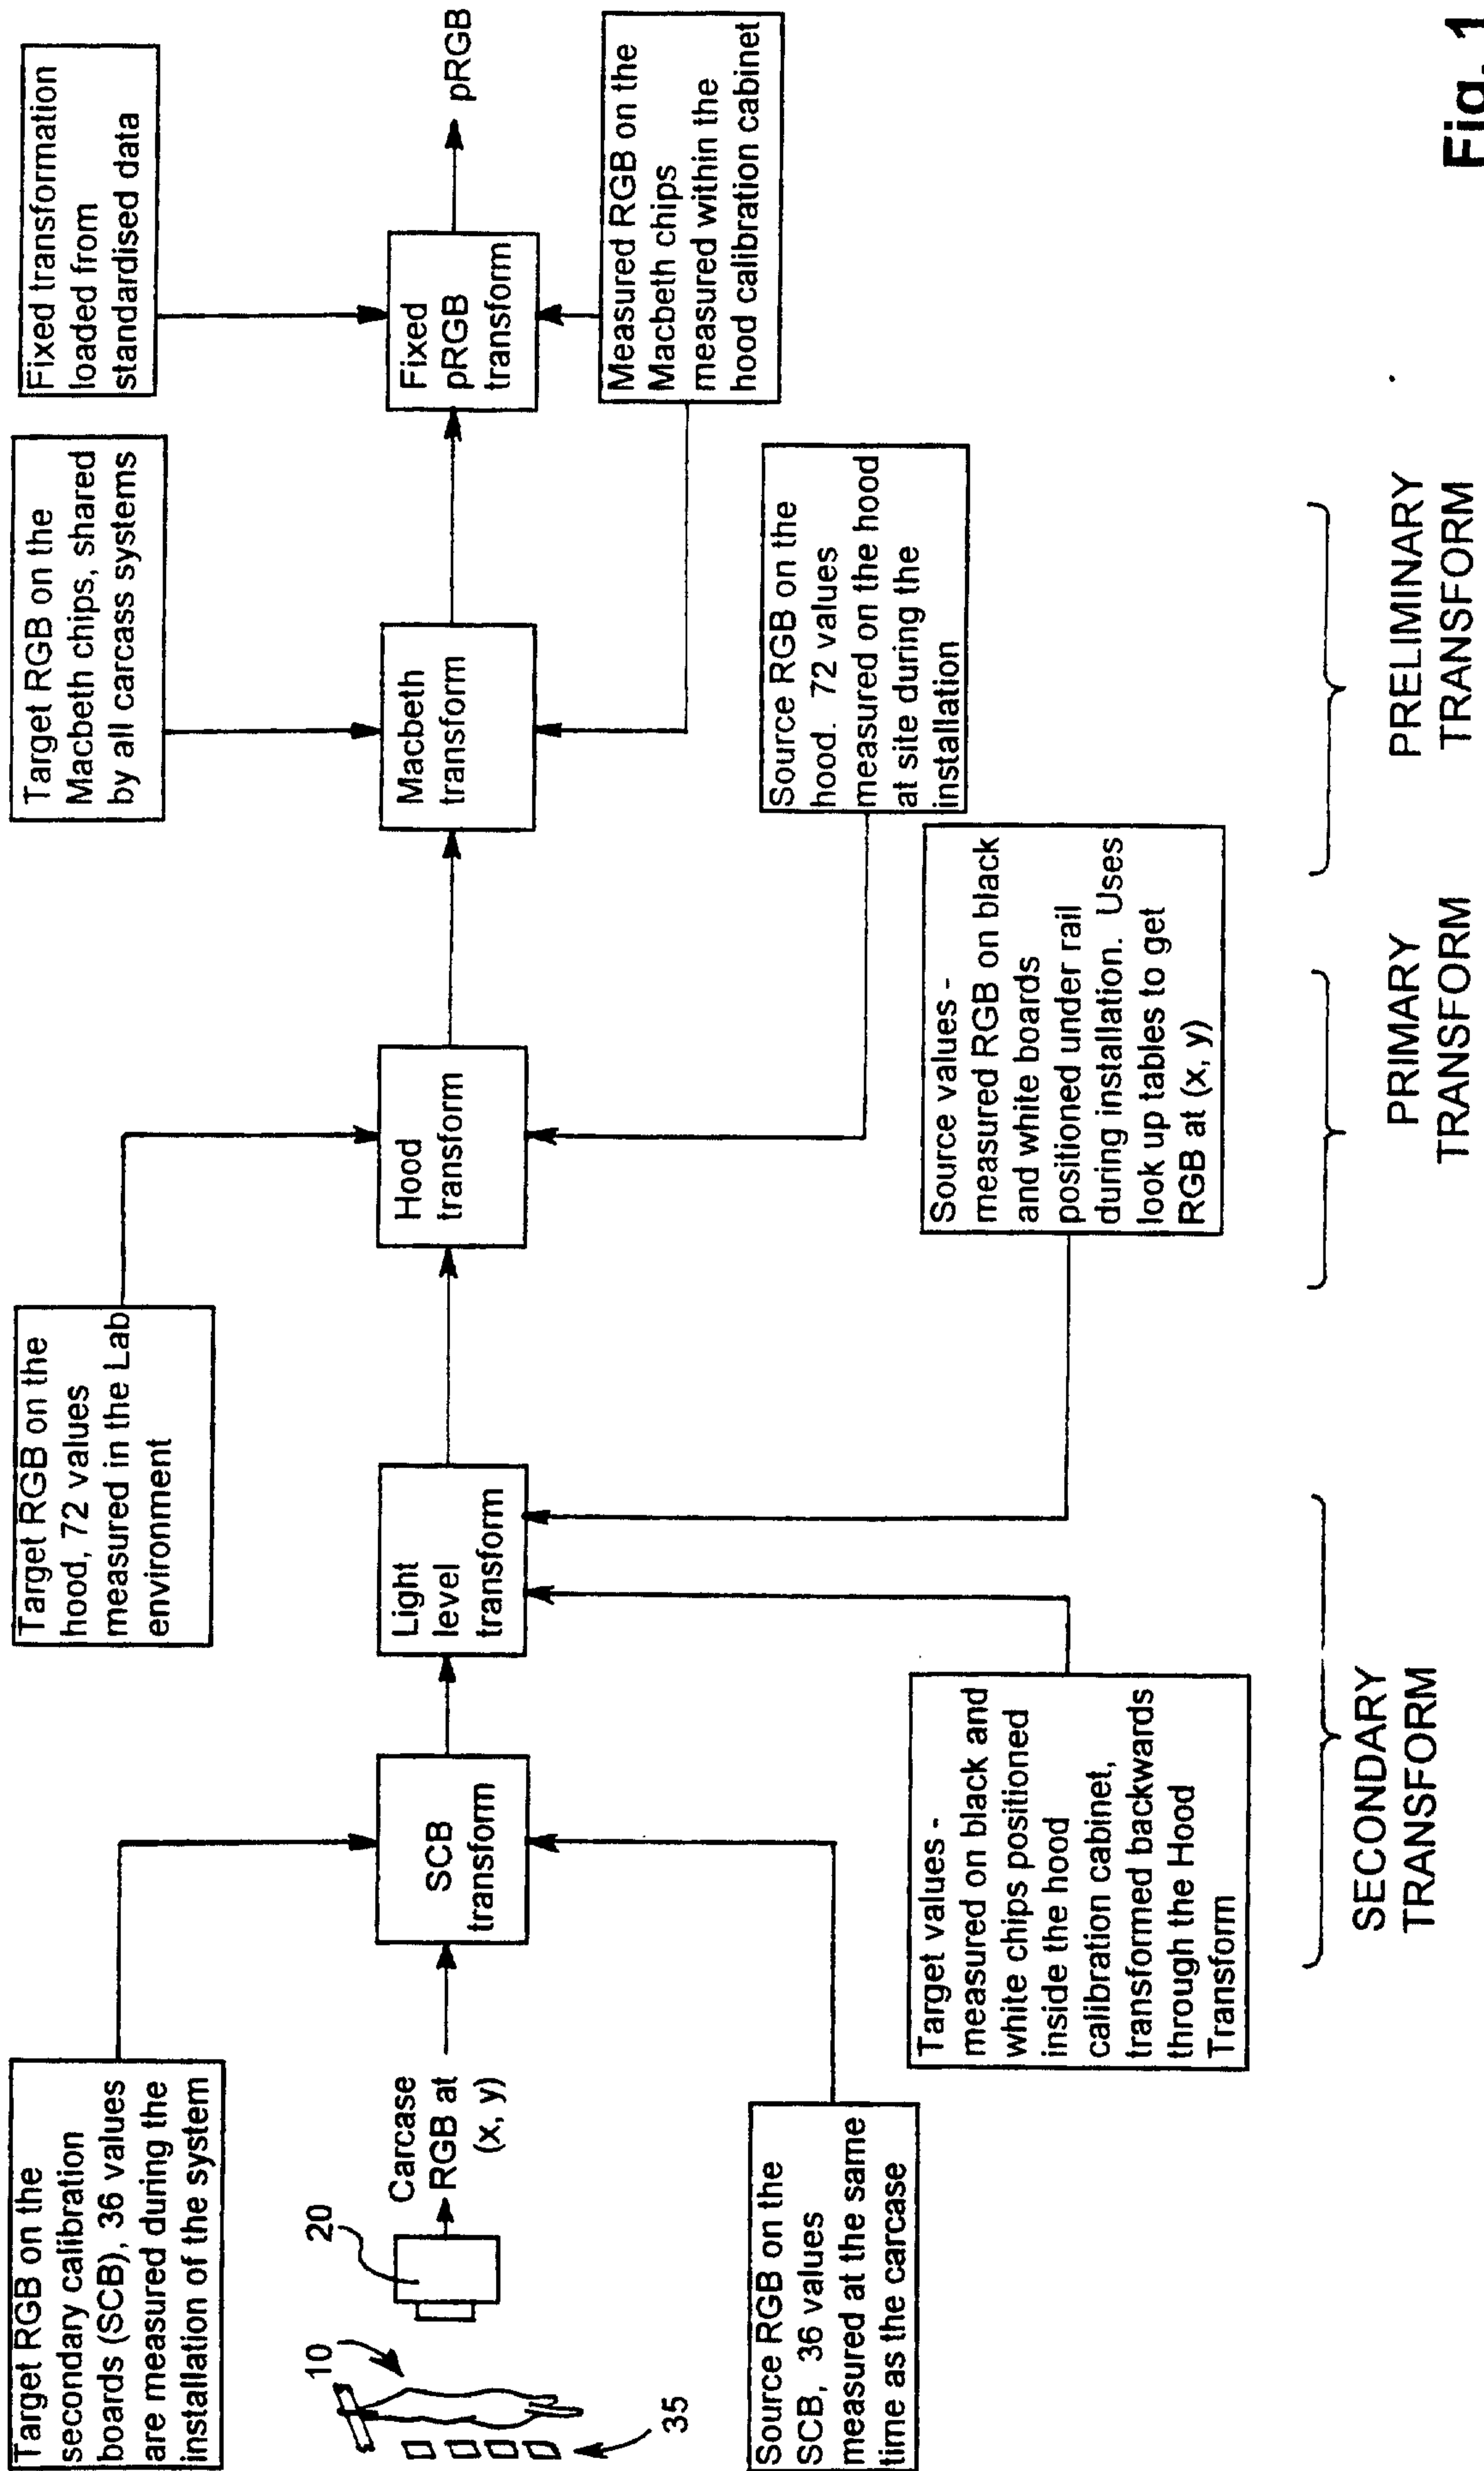 Target RGB on the
secondary calibration
boards (SCB), 36 values
are measured during the
installation of the system
Target RGB on the
hood, 72 values
measured in the Lab
environment
Target RGB on the
Macbeth chips, shared
by all carcass systems
Fixed transformation
loaded from
standardised data
10
20
35
Carcase
RGB at
(x, y)
SCB
transform
Light
level
transform
Hood
transform
Macbeth
transform
Fixed
pRGB
transform
pRGB
Source RGB on the
SCB, 36 values
measured at the same
time as the carcase
Target values -
measured on black and
white chips positioned
inside the hood
calibration cabinet,
transformed backwards
through the Hood
Transform
Source values -
measured RGB on black
and white boards
positioned under rail
during installation. Uses
look up tables to get
RGB at (x, y)
Source RGB on the
hood. 72 values
measured on the hood
at site during the
installation
Measured RGB on the
Macbeth chips
measured within the
hood calibration cabinet
SECONDARY
TRANSFORM
PRIMARY
TRANSFORM
PRELIMINARY
TRANSFORM
Fig. 1